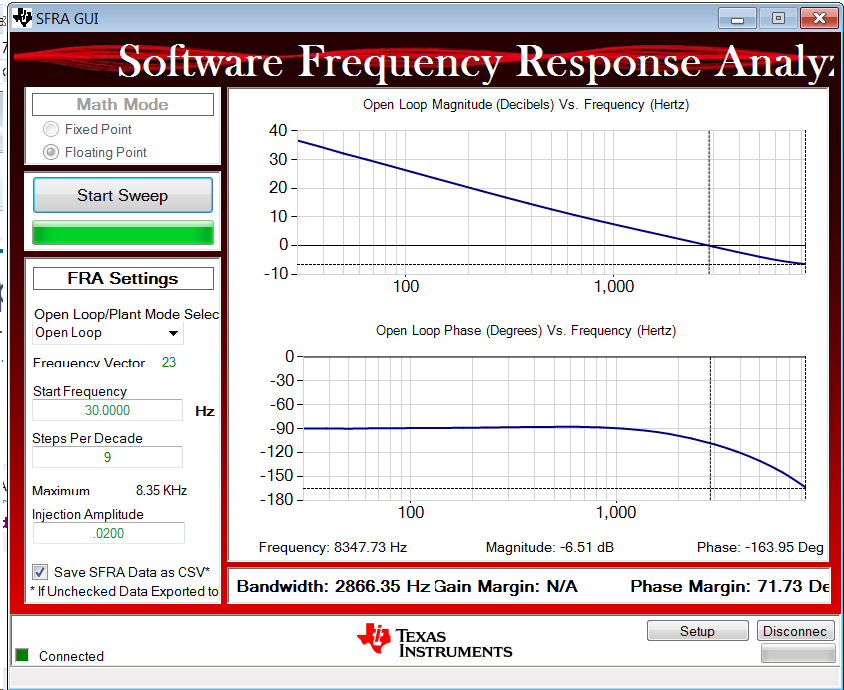 SFRA GUI
Software Frequency Response Analyz
Math Mode
Fixed Point
Floating Point
Start Sweep
FRA Settings
Open Loop/Plant Mode Selec
Open Loop
Frequency Vector 23
Start Frequency
30.0000 Hz
Steps Per Decade
9
Maximum 8.35 KHz
Injection Amplitude
.0200
Save SFRA Data as CSV*
* If Unchecked Data Exported to
Open Loop Magnitude (Decibels) Vs. Frequency (Hertz)
40
30
20
10
0
-10
100 1,000
Open Loop Phase (Degrees) Vs. Frequency (Hertz)
0
-30
-60
-90
-120
-150
-180
100 1,000
Frequency: 8347.73 Hz Magnitude: -6.51 dB Phase: -163.95 Deg
Bandwidth: 2866.35 Hz Gain Margin: N/A Phase Margin: 71.73 De
Connected
TEXAS
INSTRUMENTS
Setup Disconnec